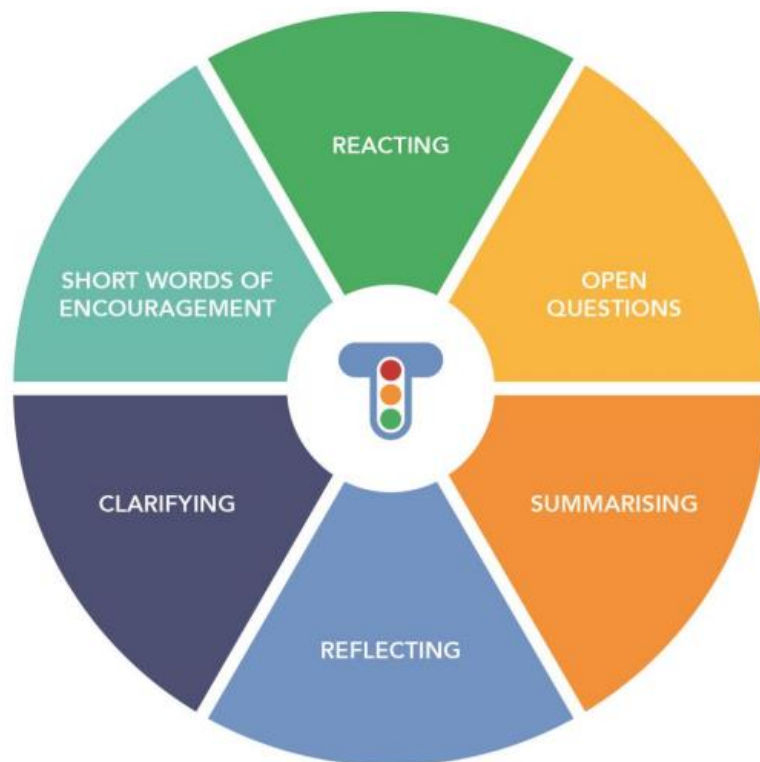 REACTING
OPEN
QUESTIONS
SUMMARISING
REFLECTING
CLARIFYING
SHORT WORDS OF
ENCOURAGEMENT